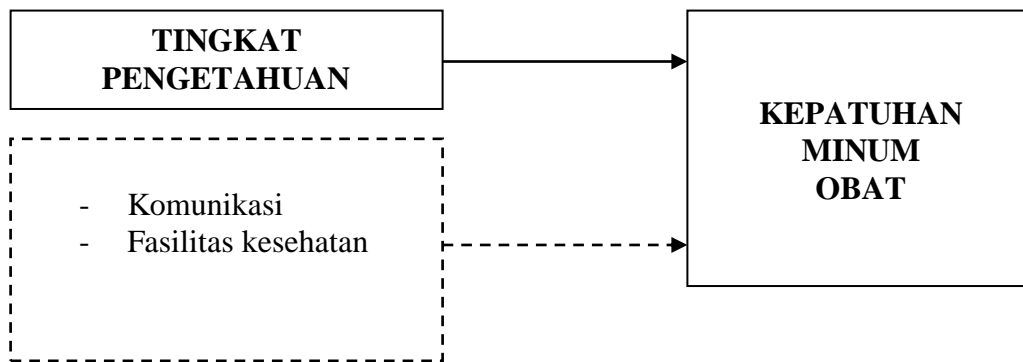 TINGKAT
PENGETAHUAN
KEPATUHAN
MINUM
OBAT
- Komunikasi
- Fasilitas kesehatan